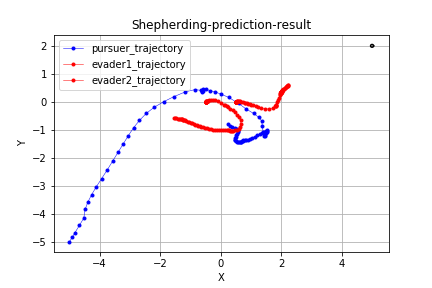 Shepherding-prediction-result
pursuer_trajectory
evader1_trajectory
evader2_trajectory
2
1
0
−1
−2
−3
−4
−5
Y
−4
−2
0
2
4
X